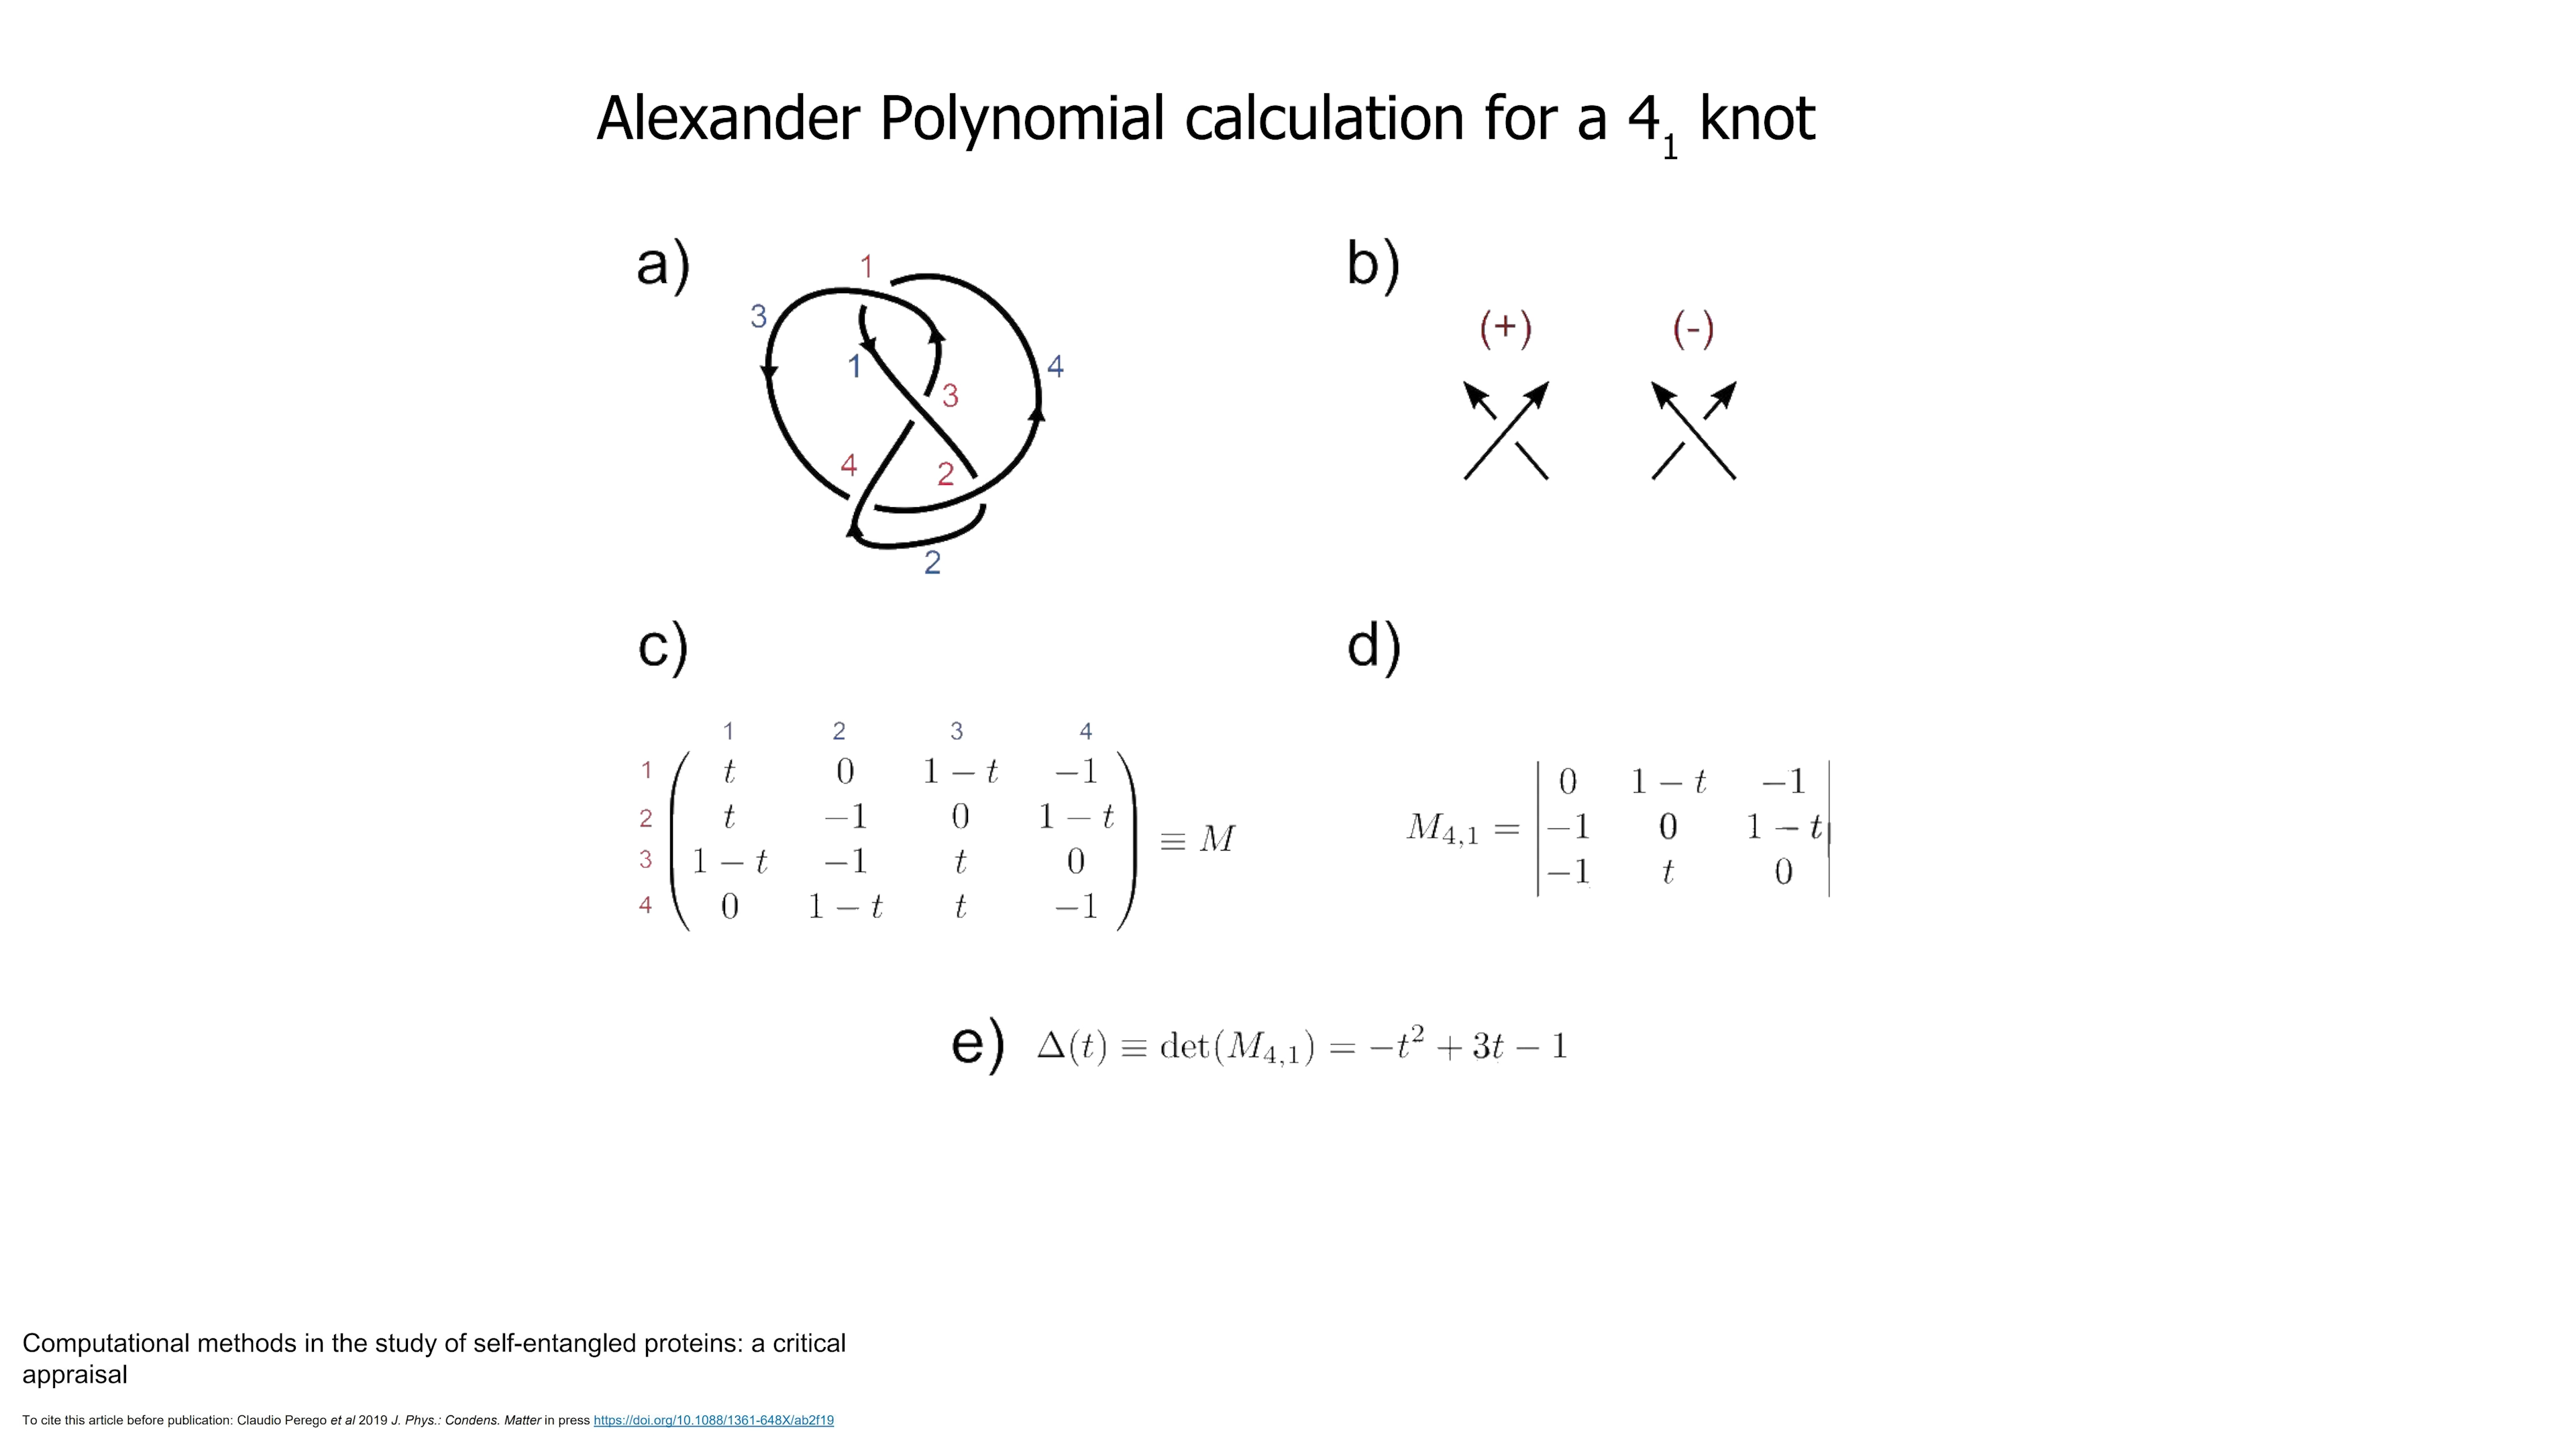 Alexander Polynomial calculation for a 4₁ knot
a)
1
3
1
4
3
4
2
2
b)
(+) (-)
c)
1 2 3 4
1 t 0 1 − t −1
2 t −1 0 1 − t
3 1 − t −1 t 0
4 0 1 − t t −1
≡ M
d)
0 1 − t −1
M₄,₁ = −1 0 1 − t
−1 t 0
e) Δ(t) ≡ det(M₄,₁) = −t² + 3t − 1
Computational methods in the study of self-entangled proteins: a critical
appraisal
To cite this article before publication: Claudio Perego et al 2019 J. Phys.: Condens. Matter in press https://doi.org/10.1088/1361-648X/ab2f19